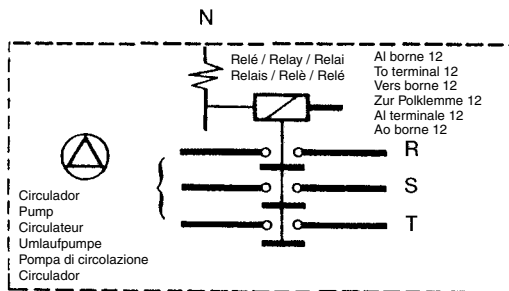 N
Relé / Relay / Relai
Relais / Relè / Relé
Al borne 12
To terminal 12
Vers borne 12
Zur Polklemme 12
Al terminale 12
Ao borne 12
R
S
T
Circulador
Pump
Circulateur
Umlaufpumpe
Pompa di circolazione
Circulador